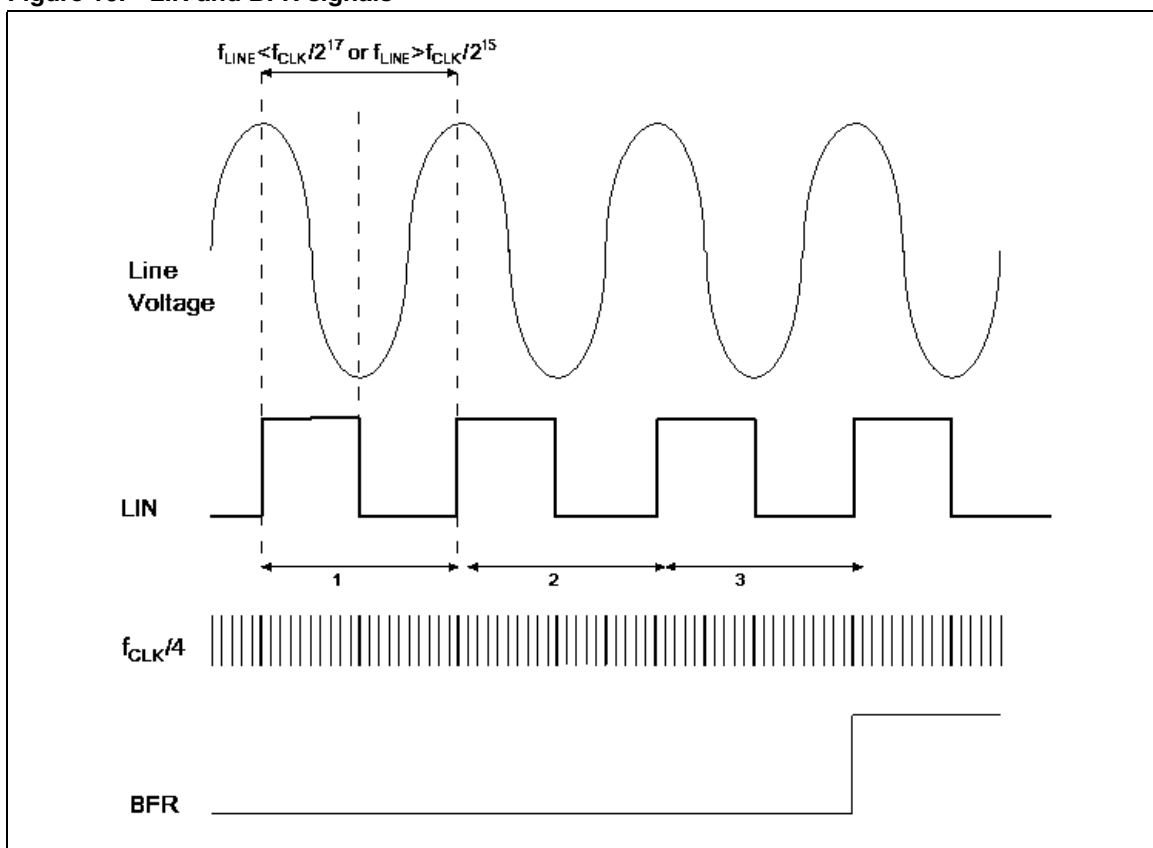 f_LINE<f_CLK/2^17 or f_LINE>f_CLK/2^15
Line
Voltage
LIN
1 2 3
f_CLK/4
BFR